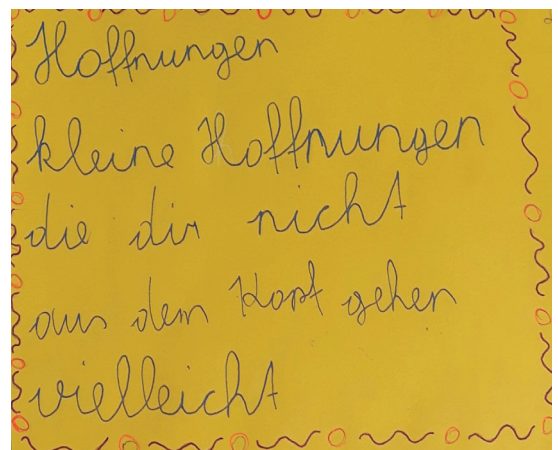 Hoffnungen
kleine Hoffnungen
die dir nicht
aus dem Kopf gehen
vielleicht